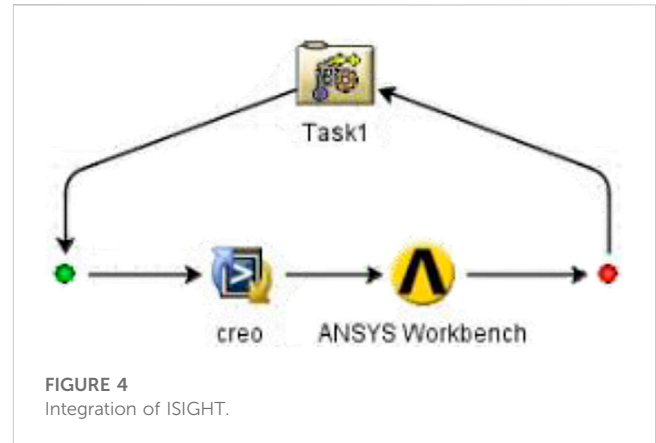 Task1
creo
ANSYS Workbench
FIGURE 4
Integration of ISIGHT.